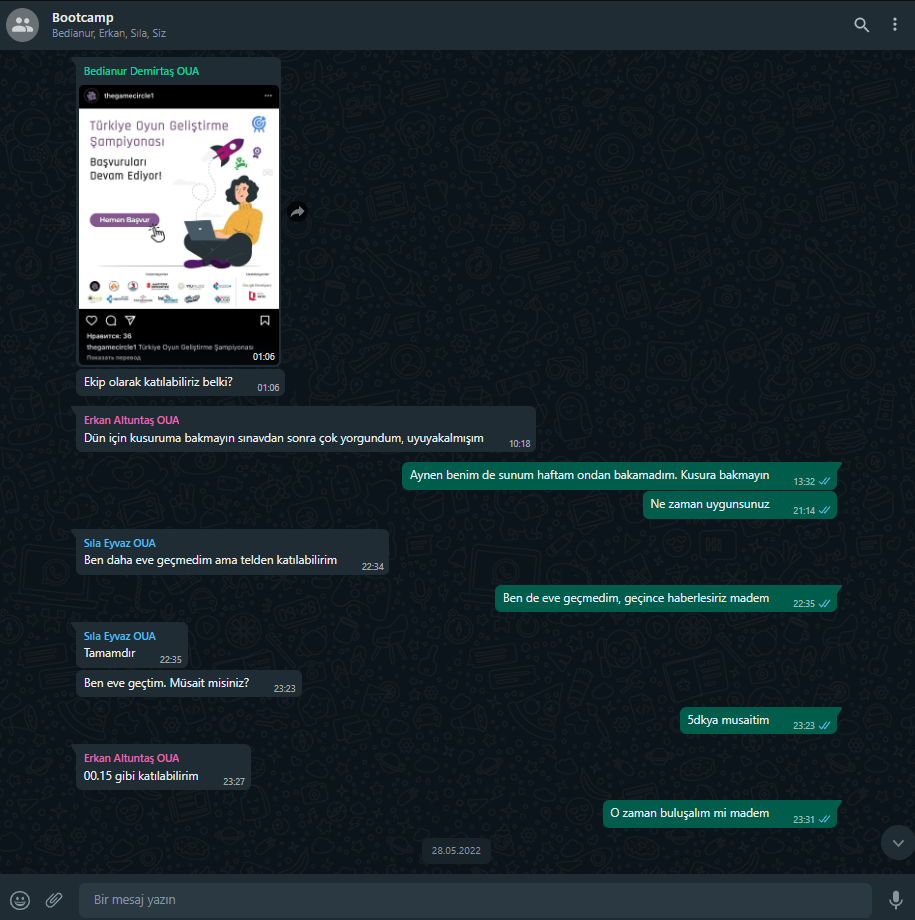 Bootcamp
Bedianur, Erkan, Sıla, Siz
Bedianur Demirtaş OUA
thegamecircle1
Türkiye Oyun Geliştirme
Şampiyonası
Başvuruları
Devam Ediyor!
Hemen Başvur
Нравится: 36
thegamecircle1 Türkiye Oyun Geliştirme Şampiyonası
Показать перевод
01:06
Ekip olarak katılabiliriz belki?
01:06
Erkan Altuntaş OUA
Dün için kusuruma bakmayın sınavdan sonra çok yorgundum, uyuyakalmışım
10:18
Aynen benim de sunum haftam ondan bakamadım. Kusura bakmayın
13:32
Ne zaman uygunsunuz
21:14
Sıla Eyvaz OUA
Ben daha eve geçmedim ama telden katılabilirim
22:34
Ben de eve geçmedim, geçince haberlesiriz madem
22:35
Sıla Eyvaz OUA
Tamamdır
22:35
Ben eve geçtim. Müsait misiniz?
23:23
5dkya musaitim
23:23
Erkan Altuntaş OUA
00.15 gibi katılabilirim
23:27
O zaman buluşalım mi madem
23:31
28.05.2022
Bir mesaj yazın